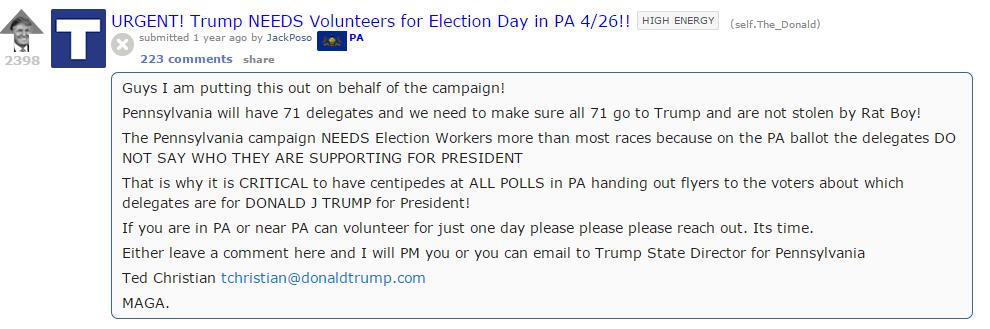 URGENT! Trump NEEDS Volunteers for Election Day in PA 4/26!! HIGH ENERGY (self.The_Donald)
submitted 1 year ago by JackPoso PA
2398
T
223 comments share
Guys I am putting this out on behalf of the campaign!
Pennsylvania will have 71 delegates and we need to make sure all 71 go to Trump and are not stolen by Rat Boy!
The Pennsylvania campaign NEEDS Election Workers more than most races because on the PA ballot the delegates DO
NOT SAY WHO THEY ARE SUPPORTING FOR PRESIDENT
That is why it is CRITICAL to have centipedes at ALL POLLS in PA handing out flyers to the voters about which
delegates are for DONALD J TRUMP for President!
If you are in PA or near PA can volunteer for just one day please please please reach out. Its time.
Either leave a comment here and I will PM you or you can email to Trump State Director for Pennsylvania
Ted Christian tchristian@donaldtrump.com
MAGA.